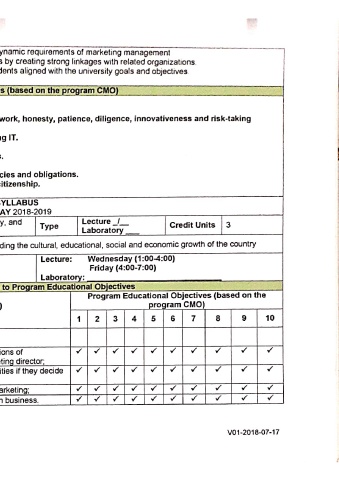 ynamic requirements of marketing management
s by creating strong linkages with related organizations.
dents aligned with the university goals and objectives
s (based on the program CMO)
work, honesty, patience, diligence, innovativeness and risk-taking
g IT.
s.
cies and obligations.
citizenship.
SYLLABUS
AY 2018-2019
y, and Type Lecture _/_ Laboratory ___ Credit Units 3
ding the cultural, educational, social and economic growth of the country
Lecture: Wednesday (1:00-4:00)
Friday (4:00-7:00)
Laboratory:
to Program Educational Objectives
) Program Educational Objectives (based on the program CMO)
1 2 3 4 5 6 7 8 9 10
ions of ✓ ✓ ✓ ✓ ✓ ✓ ✓ ✓ ✓ ✓
ting director;
ities if they decide ✓ ✓ ✓ ✓ ✓ ✓ ✓ ✓ ✓ ✓
arketing; ✓ ✓ ✓ ✓ ✓ ✓ ✓ ✓ ✓ ✓
n business. ✓ ✓ ✓ ✓ ✓ ✓ ✓ ✓ ✓ ✓
V01-2018-07-17